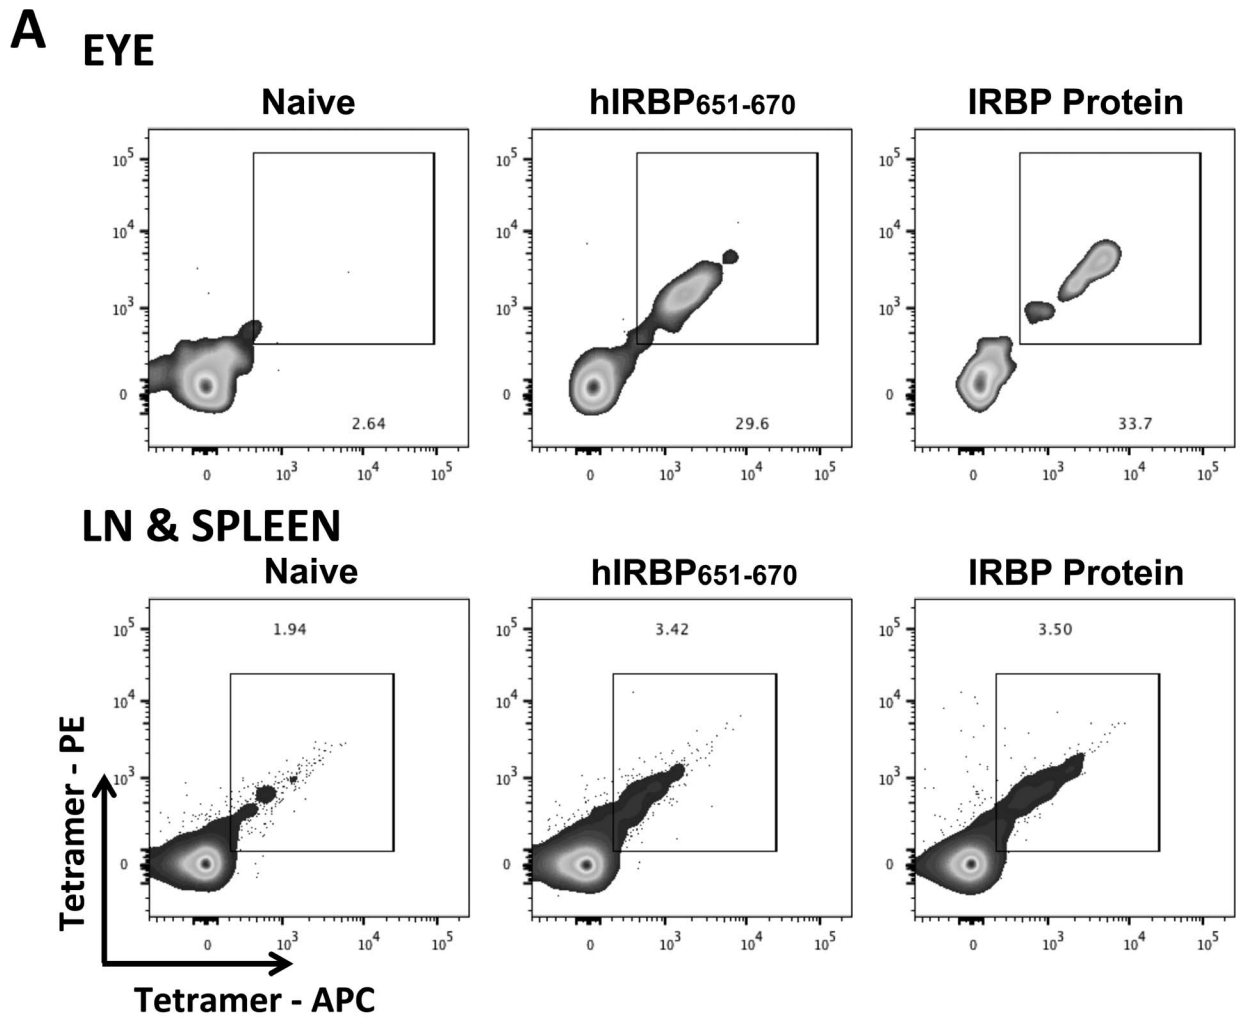 A
EYE
Naive hIRBP651-670 IRBP Protein
10^5 10^5 10^5
10^4 10^4 10^4
10^3 10^3 10^3
0 0 0
2.64 29.6 33.7
0 10^3 10^4 10^5 0 10^3 10^4 10^5 0 10^3 10^4 10^5
LN & SPLEEN
Naive hIRBP651-670 IRBP Protein
10^5 1.94 10^5 3.42 10^5 3.50
10^4 10^4 10^4
10^3 10^3 10^3
0 0 0
0 10^3 10^4 10^5 0 10^3 10^4 10^5 0 10^3 10^4 10^5
Tetramer - PE
Tetramer - APC